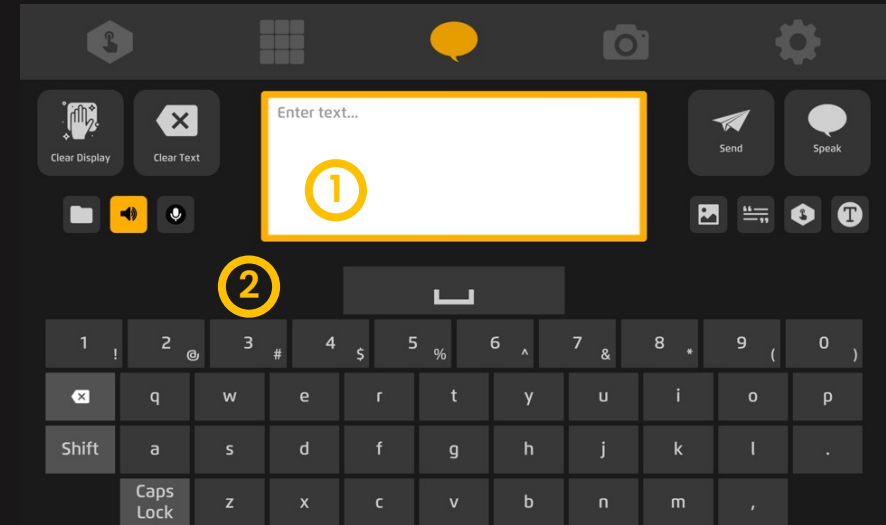 Enter text...
Clear Display
Clear Text
Send
Speak
1
T
2
1 ! 2 @ 3 # 4 $ 5 % 6 ^ 7 & 8 * 9 ( 0 )
q w e r t y u i o p
Shift a s d f g h j k l .
Caps Lock z x c v b n m ,